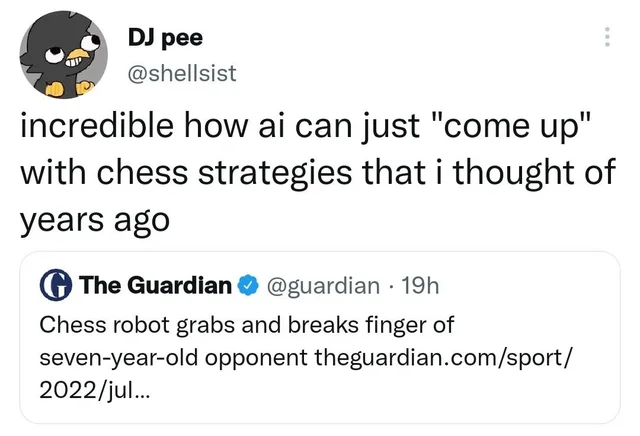 DJ pee
@shellsist
incredible how ai can just "come up"
with chess strategies that i thought of
years ago
The Guardian @guardian · 19h
Chess robot grabs and breaks finger of
seven-year-old opponent theguardian.com/sport/
2022/jul...